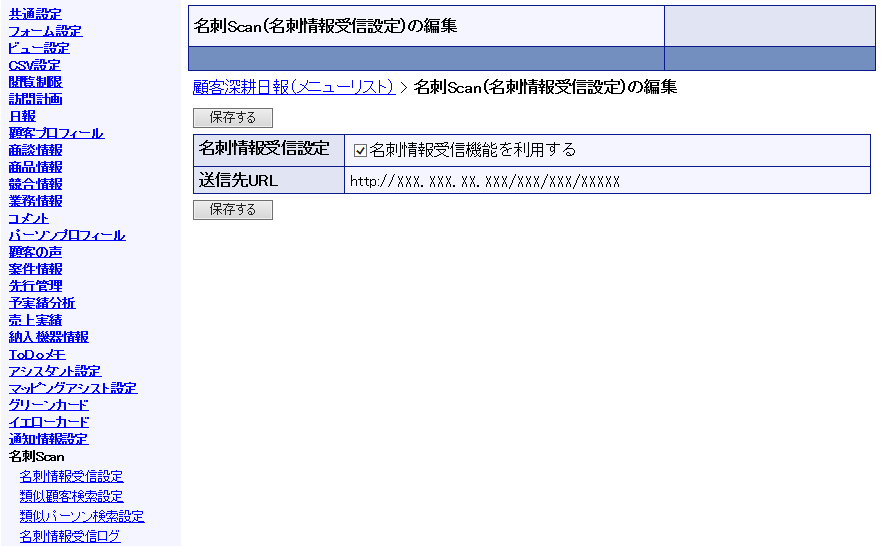 共通設定
フォーム設定
ビュー設定
CSV設定
閲覧制限
訪問計画
日報
顧客プロフィール
商談情報
商品情報
競合情報
業務情報
コメント
パーソンプロフィール
顧客の声
案件情報
先行管理
予実績分析
売上実績
納入機器情報
ToDoメモ
アシスタント設定
マッピングアシスト設定
グリーンカード
イエローカード
通知情報設定
名刺Scan
名刺情報受信設定
類似顧客検索設定
類似パーソン検索設定
名刺情報受信ログ
名刺Scan(名刺情報受信設定)の編集
顧客深耕日報(メニューリスト) > 名刺Scan(名刺情報受信設定)の編集
保存する
名刺情報受信設定 名刺情報受信機能を利用する
送信先URL http://XXX.XXX.XX.XXX/XXX/XXX/XXXXX
保存する